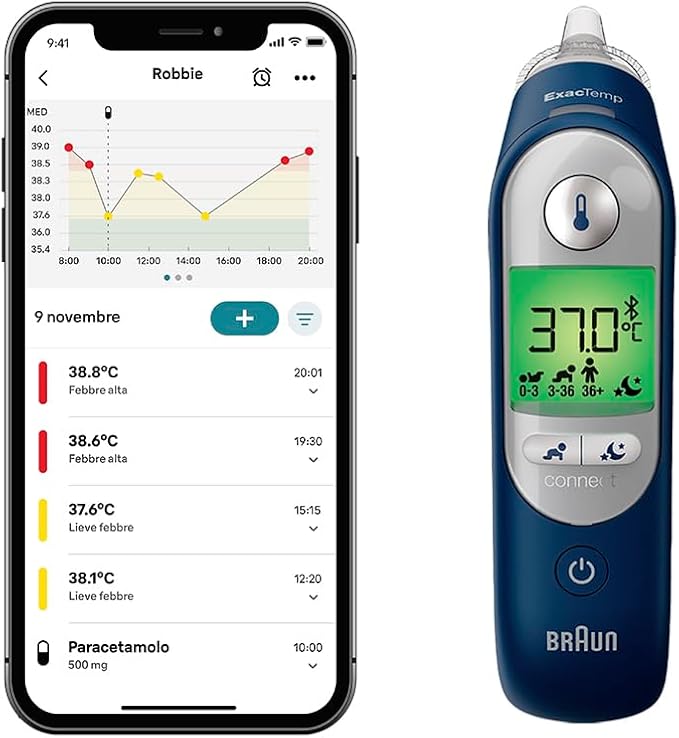 9:41
Robbie
MED
40.0
39.0
38.5
38.3
38.0
37.6
36.0
35.4
8:00 10:00 12:00 14:00 16:00 18:00 20:00
9 novembre
+
38.8°C 20:01
Febbre alta
38.6°C 19:30
Febbre alta
37.6°C 15:15
Lieve febbre
38.1°C 12:20
Lieve febbre
Paracetamolo 10:00
500 mg
ExacTemp
37.0°C
0-3 3-36 36+
connect
BRAUN